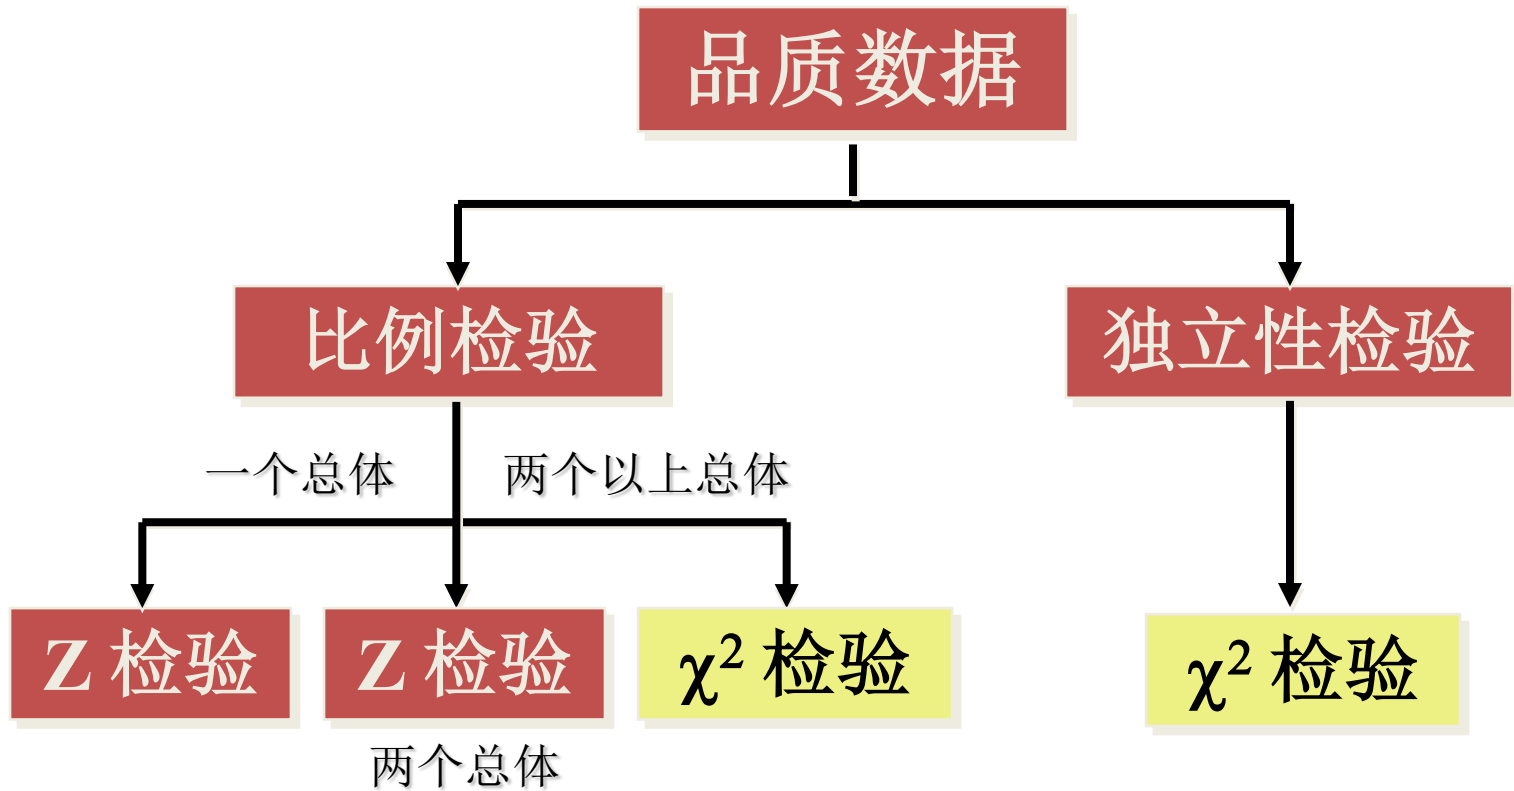 品质数据
比例检验
独立性检验
一个总体
两个以上总体
Z 检验
Z 检验
χ² 检验
χ² 检验
两个总体